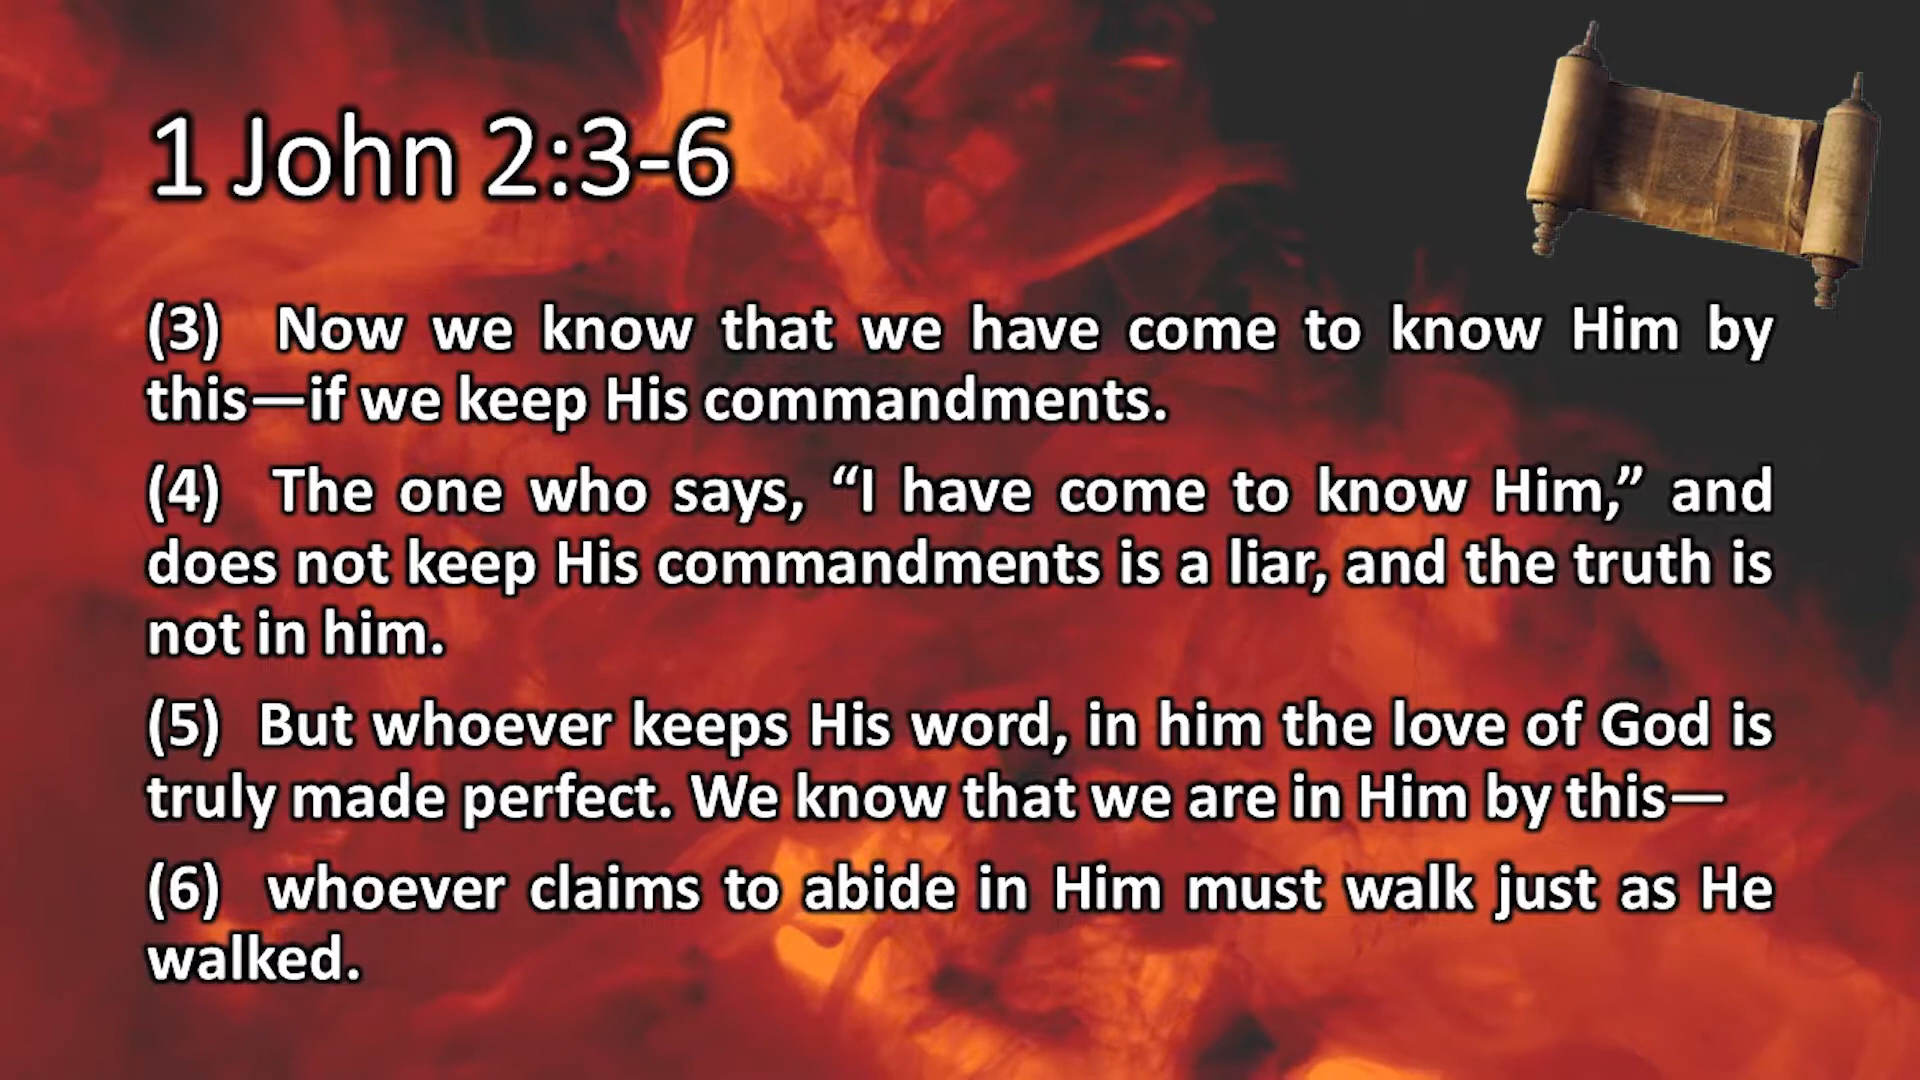 1 John 2:3-6
(3) Now we know that we have come to know Him by
this—if we keep His commandments.
(4) The one who says, “I have come to know Him,” and
does not keep His commandments is a liar, and the truth is
not in him.
(5) But whoever keeps His word, in him the love of God is
truly made perfect. We know that we are in Him by this—
(6) whoever claims to abide in Him must walk just as He
walked.